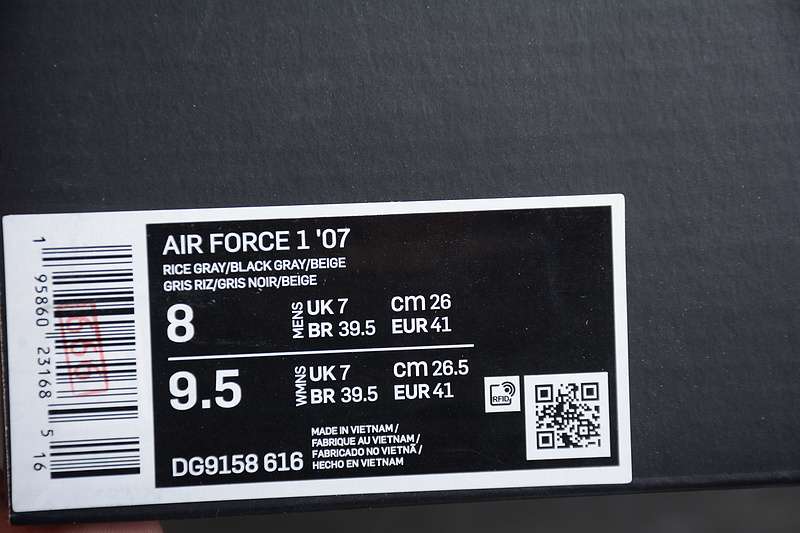 AIR FORCE 1 '07
RICE GRAY/BLACK GRAY/BEIGE
GRIS RIZ/GRIS NOIR/BEIGE
8 MENS UK 7 cm 26
BR 39.5 EUR 41
9.5 WMNS UK 7 cm 26.5
BR 39.5 EUR 41
RFID
DG9158 616
MADE IN VIETNAM /
FABRIQUE AU VIETNAM /
FABRICADO NO VIETNÃ /
HECHO EN VIETNAM
1 95860 23168 5 16